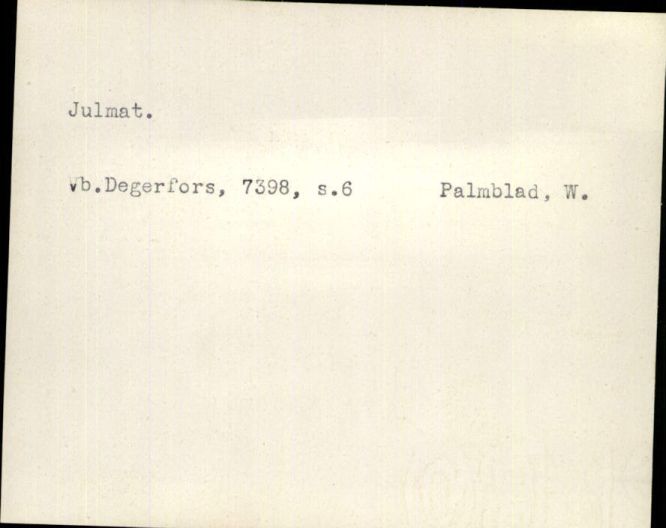 Julmat.
Vb.Degerfors, 7398, s.6 Palmblad, W.